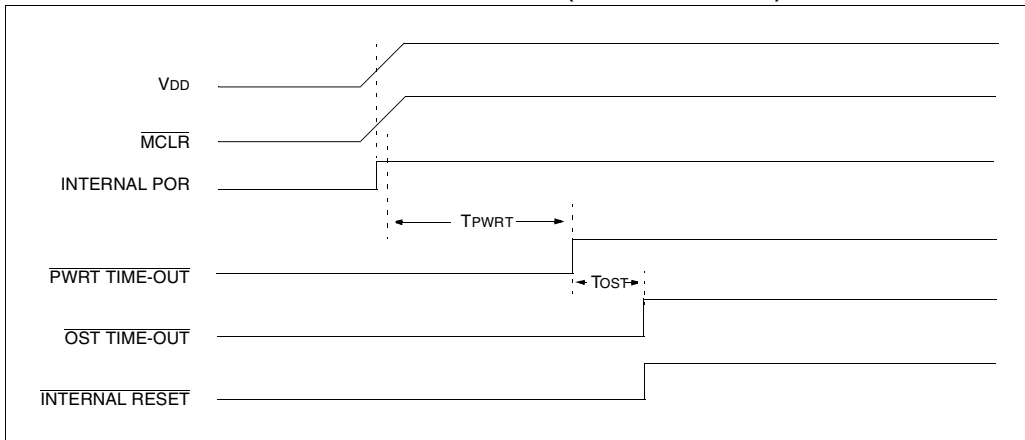 VDD
MCLR
INTERNAL POR
TPWRT
PWRT TIME-OUT
TOST
OST TIME-OUT
INTERNAL RESET